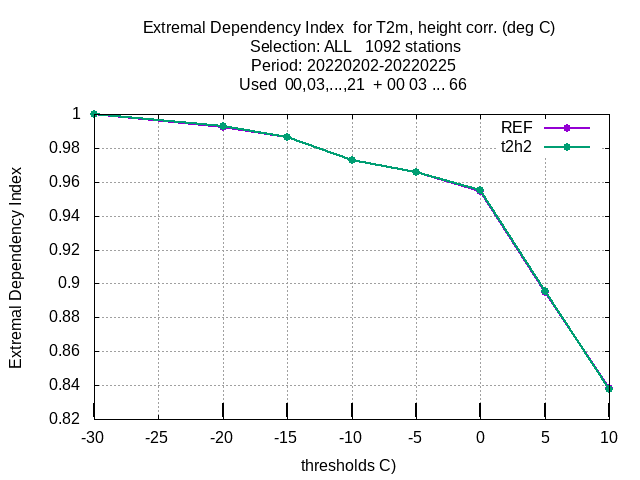 Extremal Dependency Index  for T2m, height corr. (deg C)
Selection: ALL   1092 stations
Period: 20220202-20220225
Used  00,03,...,21  + 00 03 ... 66
REF
t2h2
Extremal Dependency Index
1
0.98
0.96
0.94
0.92
0.9
0.88
0.86
0.84
0.82
-30
-25
-20
-15
-10
-5
0
5
10
thresholds C)